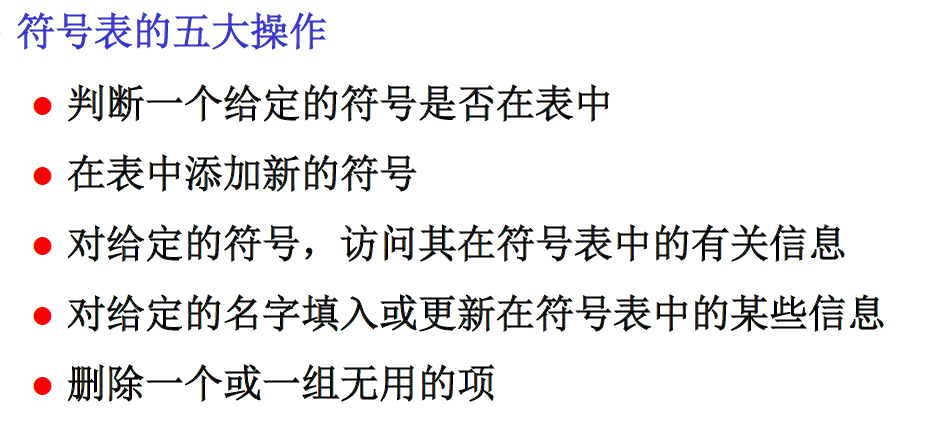 符号表的五大操作
● 判断一个给定的符号是否在表中
● 在表中添加新的符号
● 对给定的符号，访问其在符号表中的有关信息
● 对给定的名字填入或更新在符号表中的某些信息
● 删除一个或一组无用的项